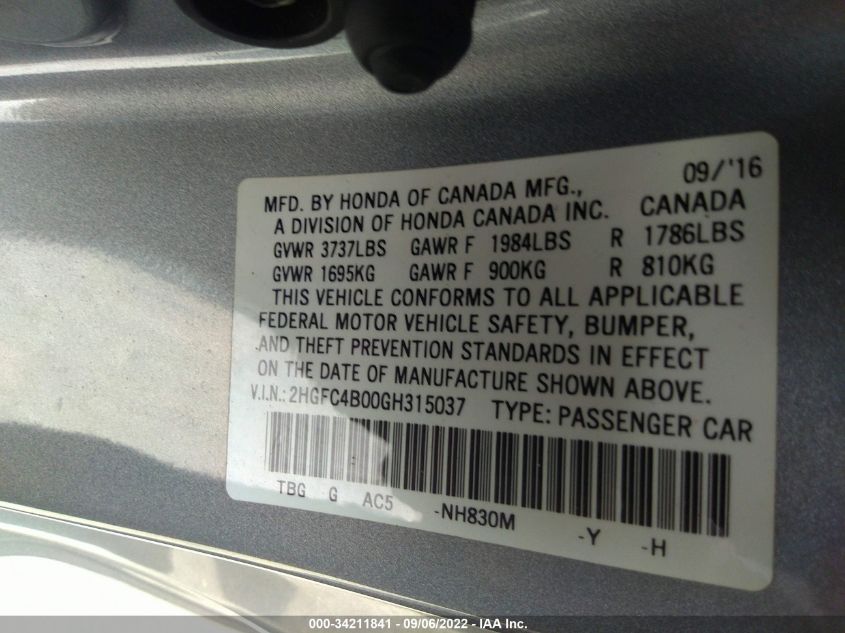 09/'16
MFD. BY HONDA OF CANADA MFG.,
A DIVISION OF HONDA CANADA INC. CANADA
GVWR 3737LBS GAWR F 1984LBS R 1786LBS
GVWR 1695KG GAWR F 900KG R 810KG
THIS VEHICLE CONFORMS TO ALL APPLICABLE
FEDERAL MOTOR VEHICLE SAFETY, BUMPER,
AND THEFT PREVENTION STANDARDS IN EFFECT
ON THE DATE OF MANUFACTURE SHOWN ABOVE.
V.I.N.: 2HGFC4B00GH315037 TYPE: PASSENGER CAR
TBG G AC5 -NH830M -Y -H
000-34211841 - 09/06/2022 - IAA Inc.